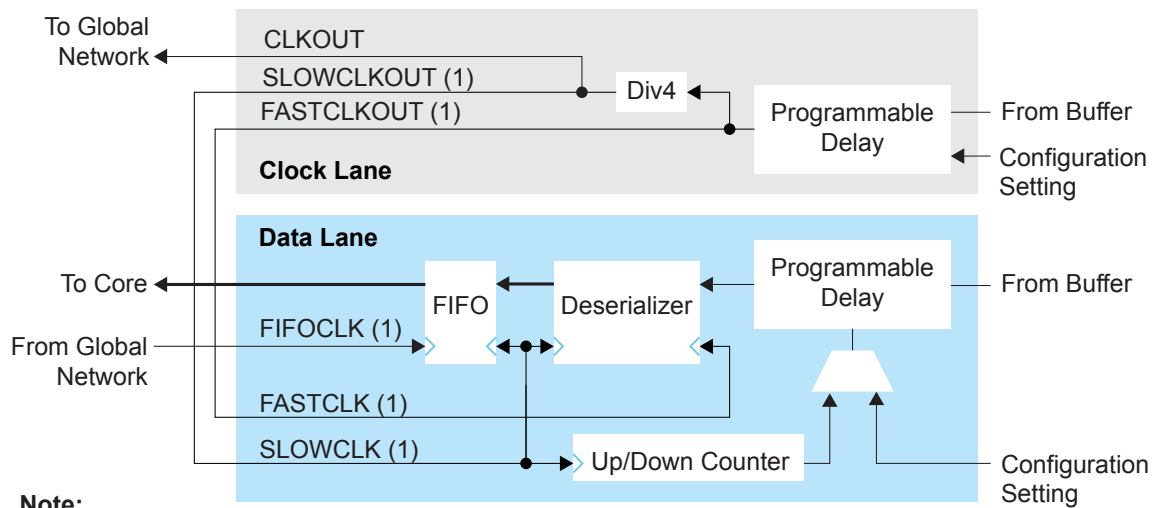 To Global
Network
CLKOUT
SLOWCLKOUT (1)
FASTCLKOUT (1)
Div4
Programmable
Delay
From Buffer
Configuration
Setting
Clock Lane
Data Lane
To Core
FIFO
Deserializer
Programmable
Delay
From Buffer
FIFOCLK (1)
From Global
Network
FASTCLK (1)
SLOWCLK (1)
Up/Down Counter
Configuration
Setting
Note: